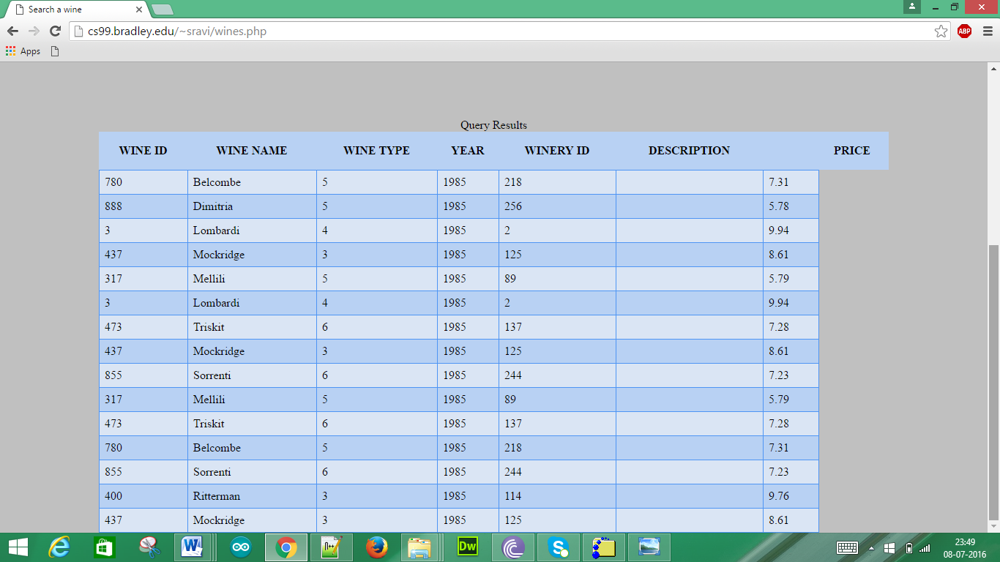 Search a wine
cs99.bradley.edu/~sravi/wines.php
ABP
Apps
Query Results
WINE ID WINE NAME WINE TYPE YEAR WINERY ID DESCRIPTION PRICE
780 Belcombe 5 1985 218 7.31
888 Dimitria 5 1985 256 5.78
3 Lombardi 4 1985 2 9.94
437 Mockridge 3 1985 125 8.61
317 Mellili 5 1985 89 5.79
3 Lombardi 4 1985 2 9.94
473 Triskit 6 1985 137 7.28
437 Mockridge 3 1985 125 8.61
855 Sorrenti 6 1985 244 7.23
317 Mellili 5 1985 89 5.79
473 Triskit 6 1985 137 7.28
780 Belcombe 5 1985 218 7.31
855 Sorrenti 6 1985 244 7.23
400 Ritterman 3 1985 114 9.76
437 Mockridge 3 1985 125 8.61
W n++ Dw S 23:49
08-07-2016